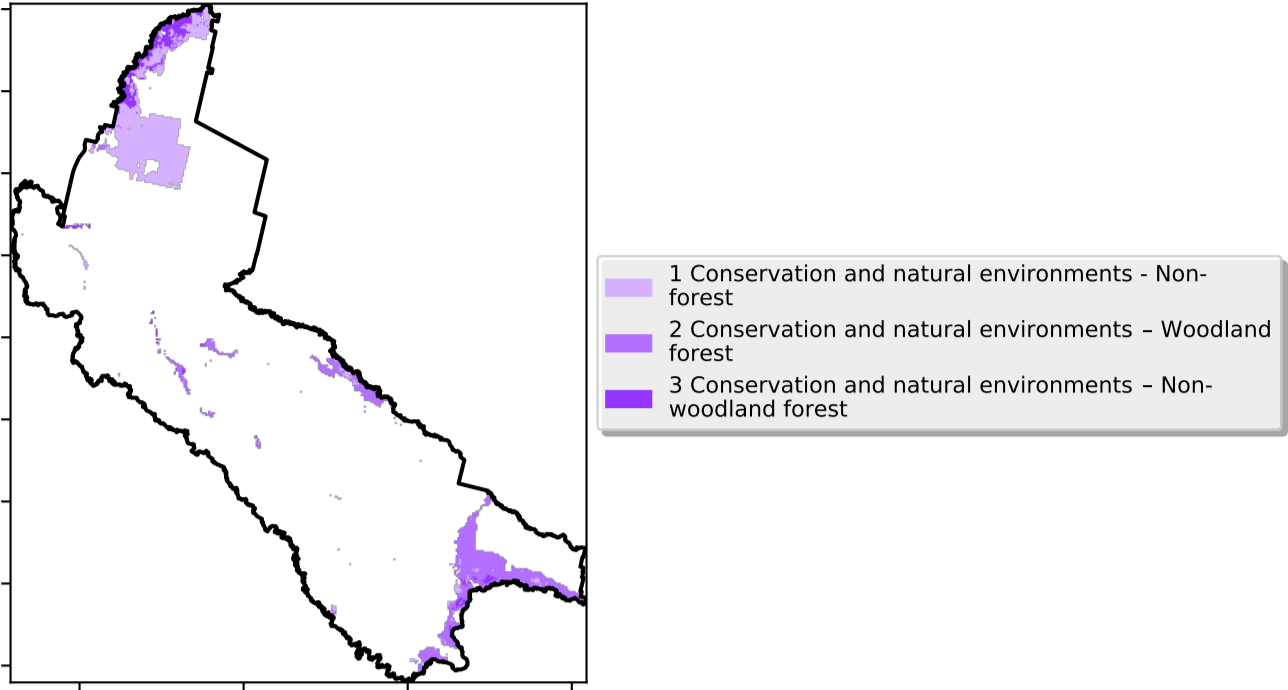 1 Conservation and natural environments - Non-
forest
2 Conservation and natural environments – Woodland
forest
3 Conservation and natural environments – Non-
woodland forest